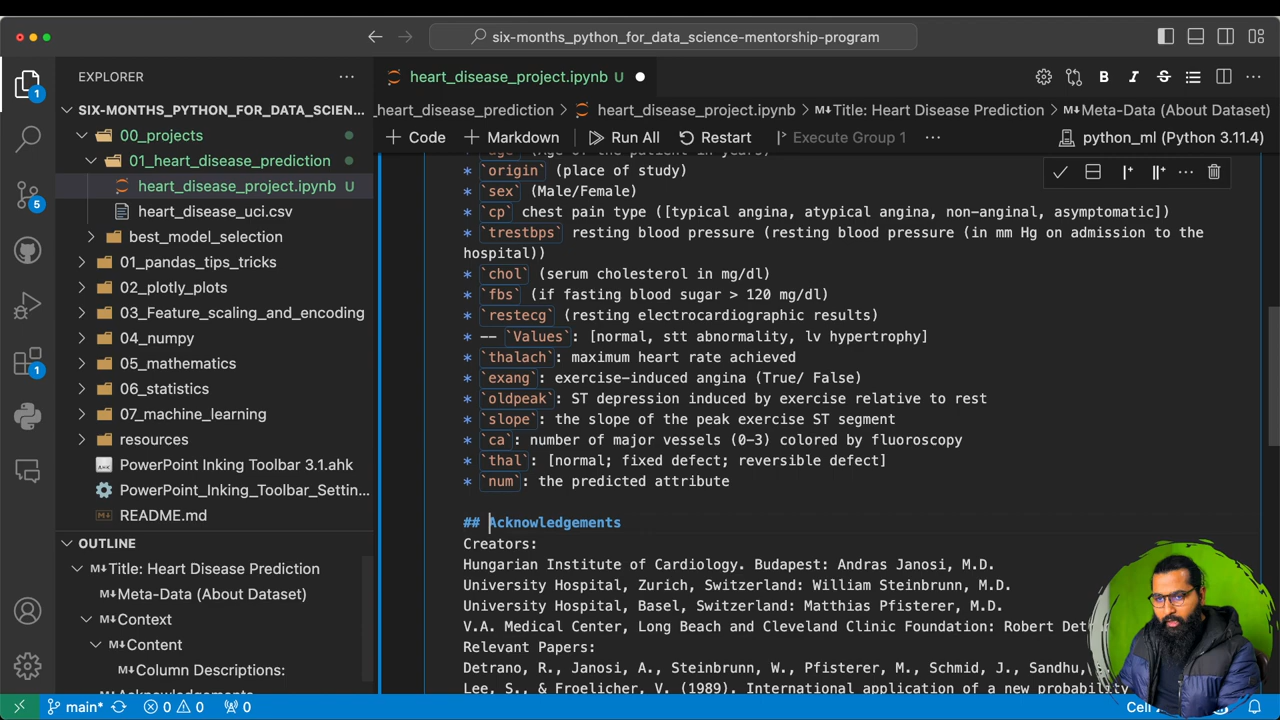 six-months_python_for_data_science-mentorship-program
EXPLORER
heart_disease_project.ipynb U
SIX-MONTHS_PYTHON_FOR_DATA_SCIEN...
_heart_disease_prediction > heart_disease_project.ipynb > Title: Heart Disease Prediction > Meta-Data (About Dataset)
00_projects
+ Code + Markdown Run All Restart Execute Group 1 ... python_ml (Python 3.11.4)
01_heart_disease_prediction
heart_disease_project.ipynb U
heart_disease_uci.csv
best_model_selection
01_pandas_tips_tricks
02_plotly_plots
03_Feature_scaling_and_encoding
04_numpy
05_mathematics
06_statistics
07_machine_learning
resources
PowerPoint Inking Toolbar 3.1.ahk
PowerPoint_Inking_Toolbar_Settin...
README.md
OUTLINE
Title: Heart Disease Prediction
Meta-Data (About Dataset)
Context
Content
Column Descriptions:
* `age` (Age of the patient in years)
* `origin` (place of study)
* `sex` (Male/Female)
* `cp` chest pain type ([typical angina, atypical angina, non-anginal, asymptomatic])
* `trestbps` resting blood pressure (resting blood pressure (in mm Hg on admission to the
hospital))
* `chol` (serum cholesterol in mg/dl)
* `fbs` (if fasting blood sugar > 120 mg/dl)
* `restecg` (resting electrocardiographic results)
* -- `Values`: [normal, stt abnormality, lv hypertrophy]
* `thalach`: maximum heart rate achieved
* `exang`: exercise-induced angina (True/ False)
* `oldpeak`: ST depression induced by exercise relative to rest
* `slope`: the slope of the peak exercise ST segment
* `ca`: number of major vessels (0-3) colored by fluoroscopy
* `thal`: [normal; fixed defect; reversible defect]
* `num`: the predicted attribute
## Acknowledgements
Creators:
Hungarian Institute of Cardiology. Budapest: Andras Janosi, M.D.
University Hospital, Zurich, Switzerland: William Steinbrunn, M.D.
University Hospital, Basel, Switzerland: Matthias Pfisterer, M.D.
V.A. Medical Center, Long Beach and Cleveland Clinic Foundation: Robert
Relevant Papers:
Detrano, R., Janosi, A., Steinbrunn, W., Pfisterer, M., Schmid, J., Sandhu,
Lee, S., & Froelicher, V. (1989). International application of a new probability
main* 0 0 0